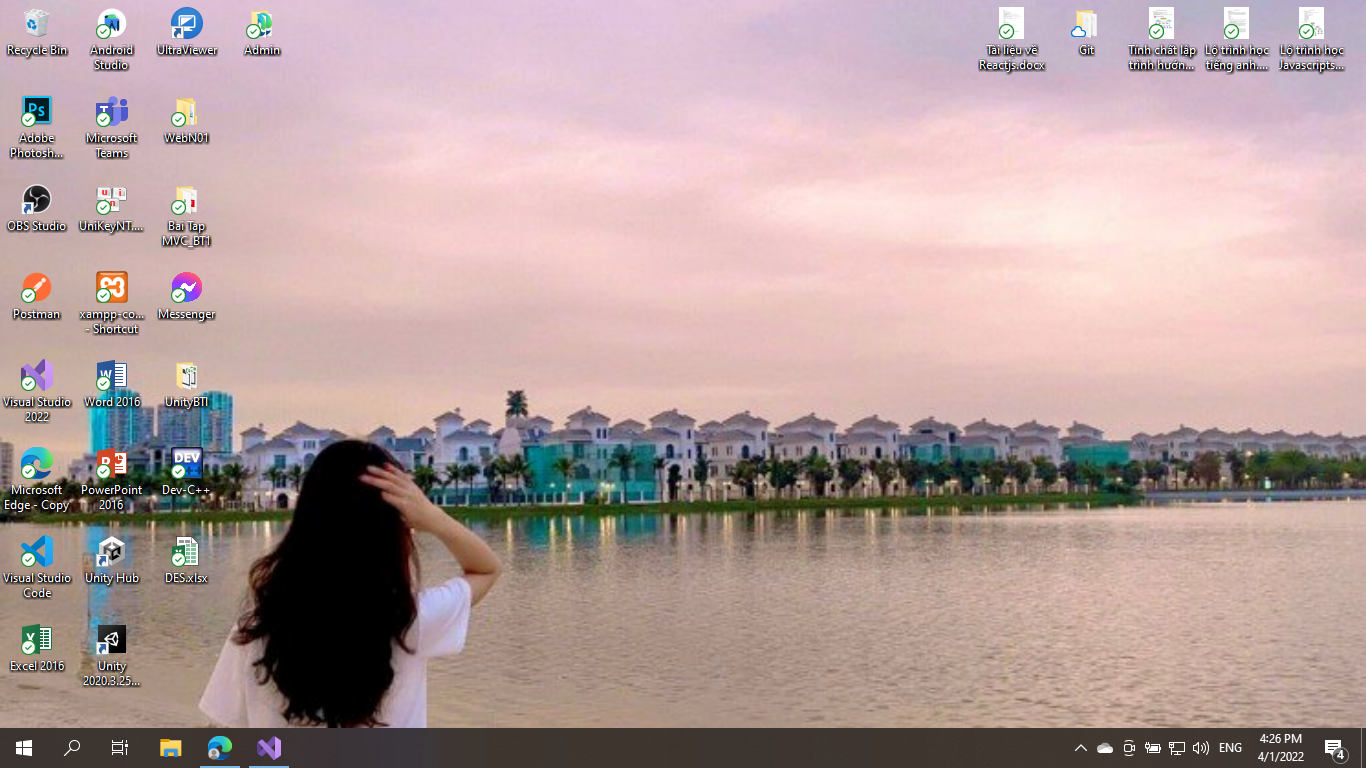 Recycle Bin
Android
Studio
UltraViewer
Admin
Tài liệu về
Reactjs.docx
Git
Tính chất lập
trình hướn...
Lộ trình học
tiếng anh....
Lộ trình học
Javascripts...
Ps
Adobe
Photosh...
Microsoft
Teams
WebN01
OBS Studio
UniKeyNT....
Bai Tap
MVC_BT1
Postman
xampp-co...
- Shortcut
Messenger
Visual Studio
2022
Word 2016
UnityBTl
Microsoft
Edge - Copy
PowerPoint
2016
DEV
Dev-C++
Visual Studio
Code
Unity Hub
DES.xlsx
Excel 2016
Unity
2020.3.25...
ENG
4:26 PM
4/1/2022
4